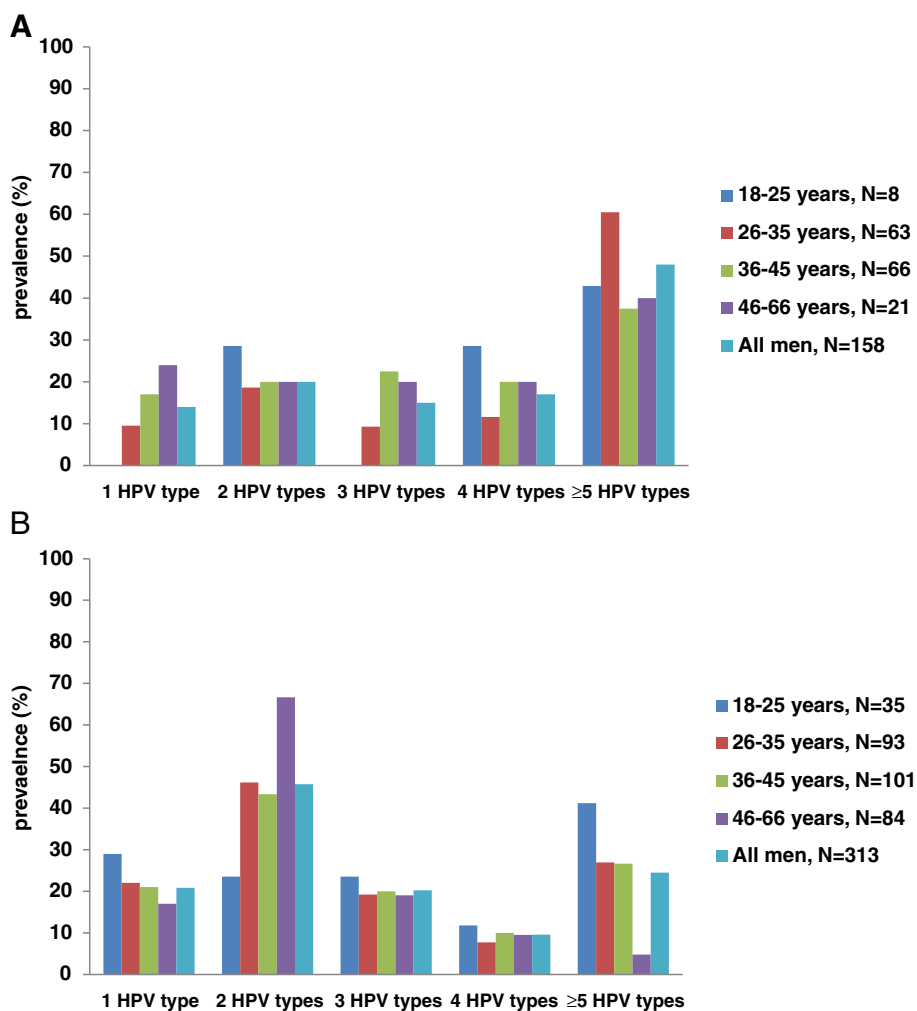 A
100
90
80
70
60
50
40
30
20
10
0
prevalence (%)
1 HPV type 2 HPV types 3 HPV types 4 HPV types ≥5 HPV types
18-25 years, N=8
26-35 years, N=63
36-45 years, N=66
46-66 years, N=21
All men, N=158
B
100
90
80
70
60
50
40
30
20
10
0
prevaelnce (%)
1 HPV type 2 HPV types 3 HPV types 4 HPV types ≥5 HPV types
18-25 years, N=35
26-35 years, N=93
36-45 years, N=101
46-66 years, N=84
All men, N=313